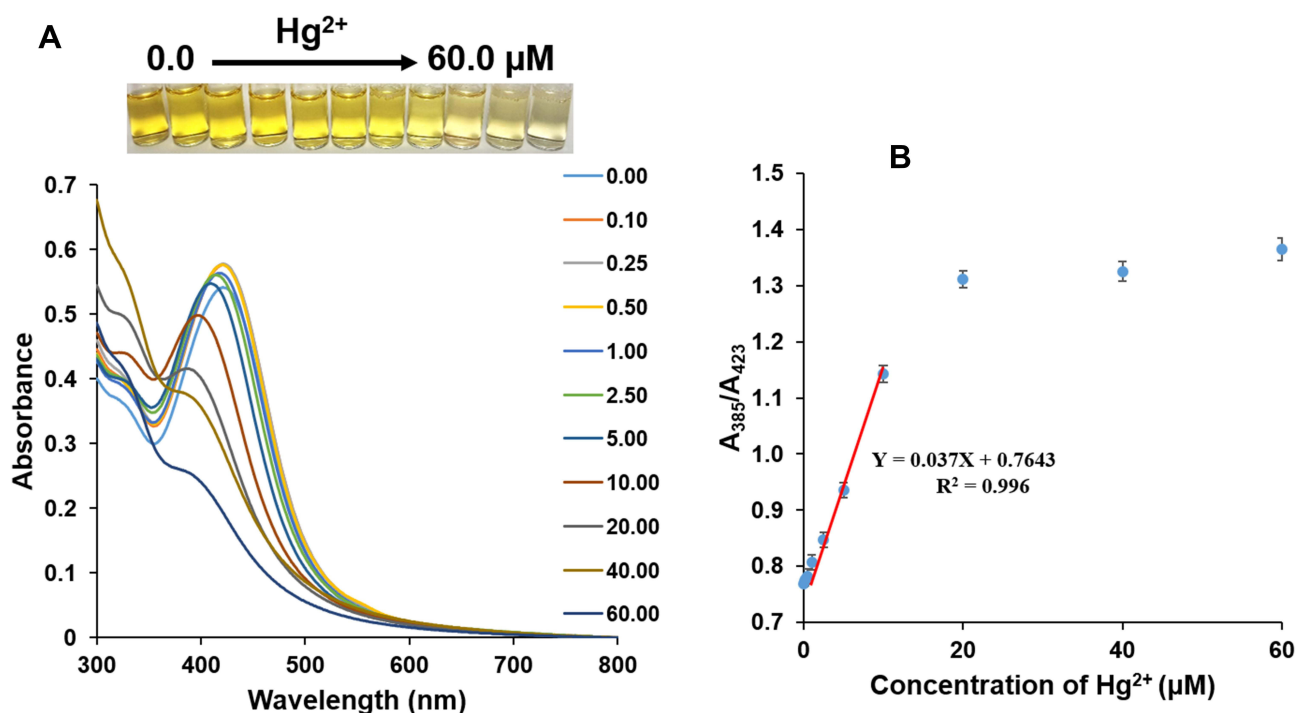 A
Hg²⁺
0.0 60.0 µM
0.7
0.6
0.5
0.4
0.3
0.2
0.1
0
Absorbance
300 400 500 600 700 800
Wavelength (nm)
0.00
0.10
0.25
0.50
1.00
2.50
5.00
10.00
20.00
40.00
60.00
B
1.5
1.4
1.3
1.2
1.1
1.0
0.9
0.8
0.7
A₃₈₅/A₄₂₃
Y = 0.037X + 0.7643
R² = 0.996
0 20 40 60
Concentration of Hg²⁺ (µM)